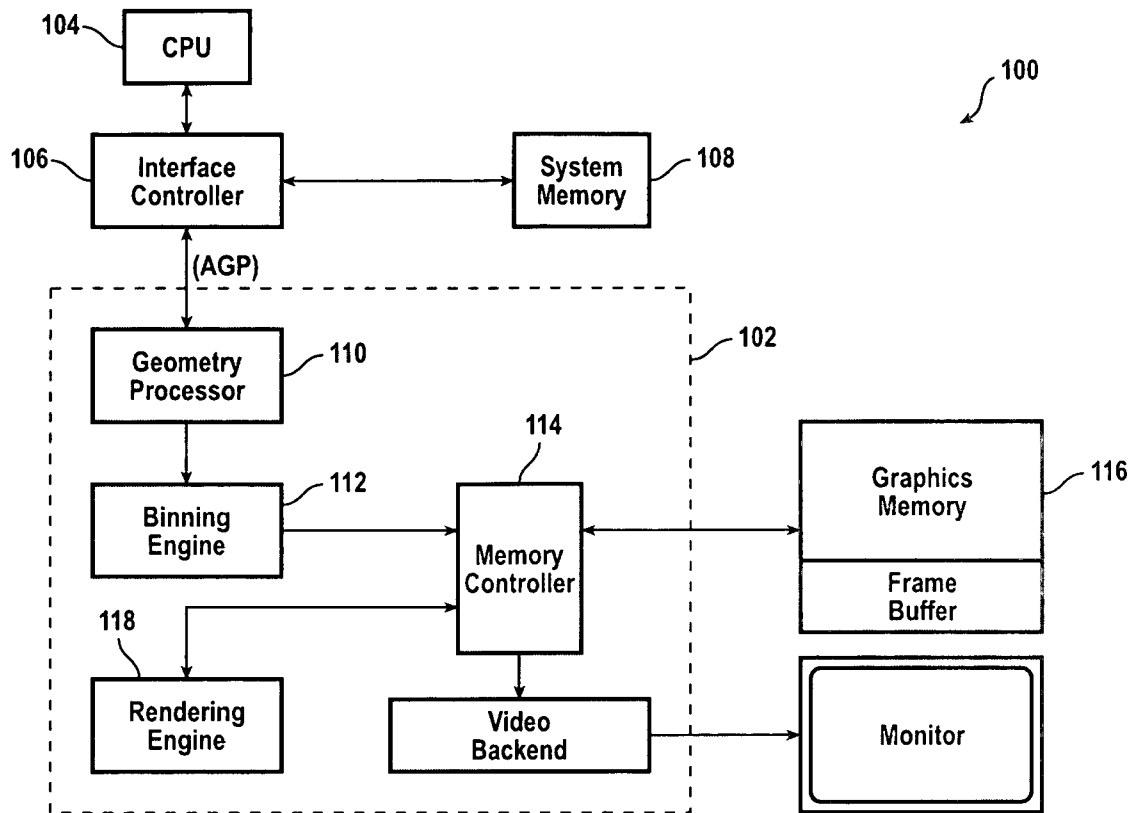 104
CPU
100
106
Interface
Controller
System
Memory
108
(AGP)
102
Geometry
Processor
110
114
112
Binning
Engine
Memory
Controller
Graphics
Memory
116
Frame
Buffer
118
Rendering
Engine
Video
Backend
Monitor